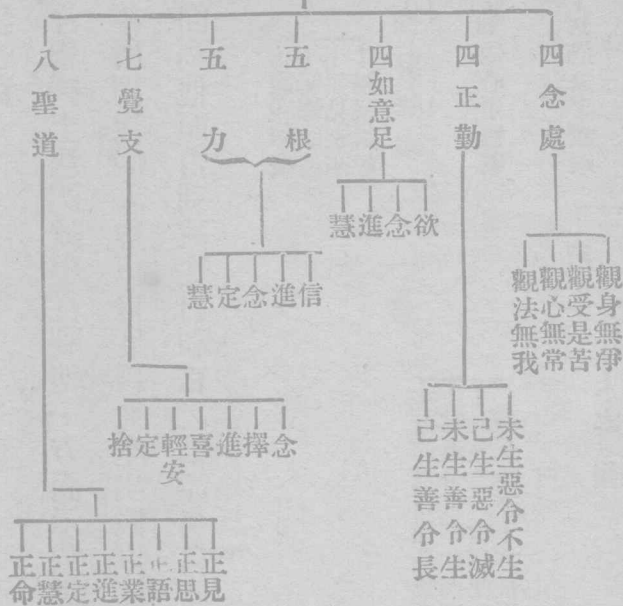 四念處
觀身無淨
觀受是苦
觀心無常
觀法無我
四正勤
未生惡令不生
己生惡令滅
未生善令生
己生善令長
四如意足
欲
念
進
慧
五根
五力
信
進
念
定
慧
七覺支
念
擇
進
喜
輕安
定
捨
八聖道
正見
正思
正語
正業
正進
正定
正慧
正命